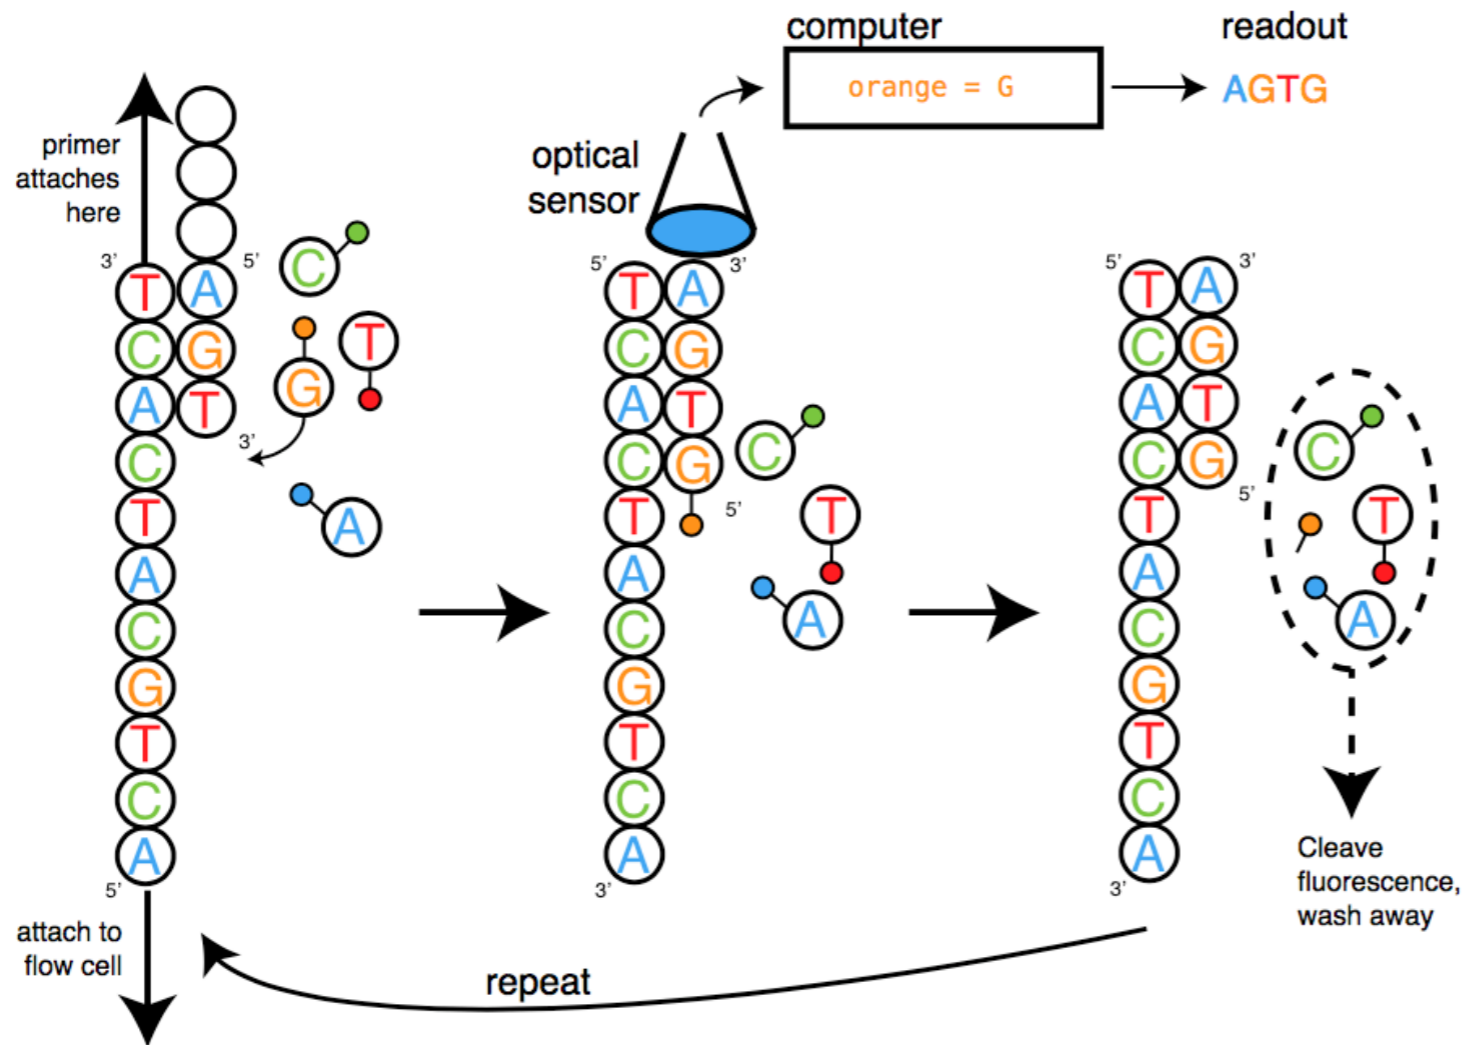 computer
readout
orange = G
AGTG
primer
attaches
here
optical
sensor
3’
5’
T A
C G
A T
C
T
A
C
G
T
C
A
3’
5’
C
G
T
A
attach to
flow cell
5’
3’
T A
C G
A T
C G
T
A
C
G
T
C
A
5’
3’
C
T
A
5’
3’
T A
C G
A T
C G
T
A
C
G
T
C
A
5’
3’
C
T
A
Cleave
fluorescence,
wash away
repeat